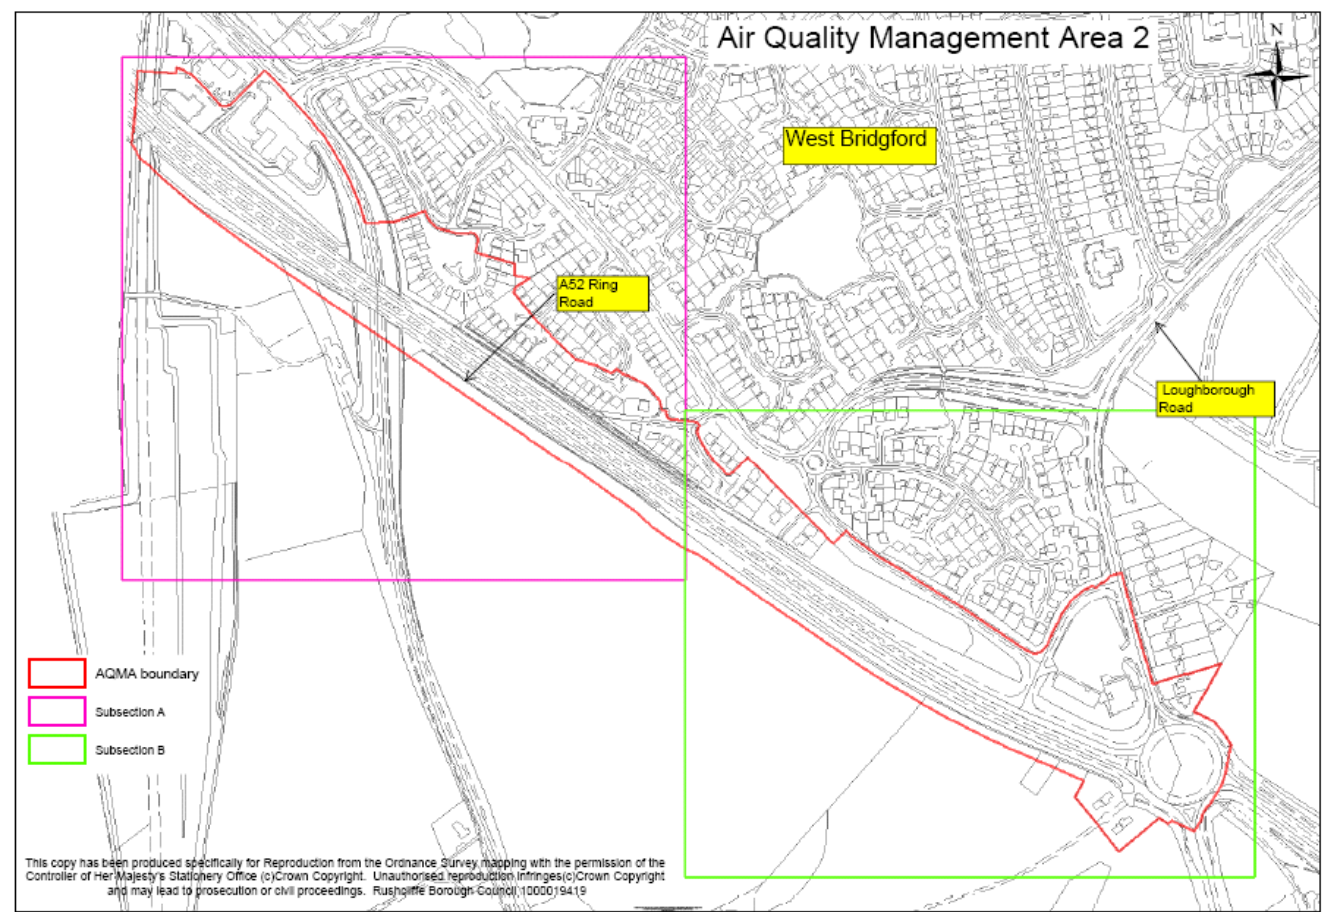 Air Quality Management Area 2
N
West Bridgford
A52 Ring
Road
Loughborough
Road
AQMA boundary
Subsection A
Subsection B
This copy has been produced specifically for Reproduction from the Ordnance Survey mapping with the permission of the
Controller of Her Majesty's Stationery Office (c)Crown Copyright. Unauthorised reproduction infringes(c)Crown Copyright
and may lead to prosecution or civil proceedings. Rushcliffe Borough Council 1000019419